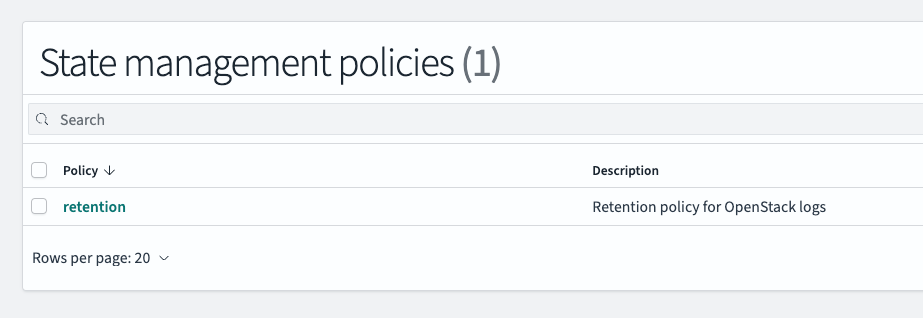 State management policies (1)
Search
Policy ↓ Description
retention Retention policy for OpenStack logs
Rows per page: 20